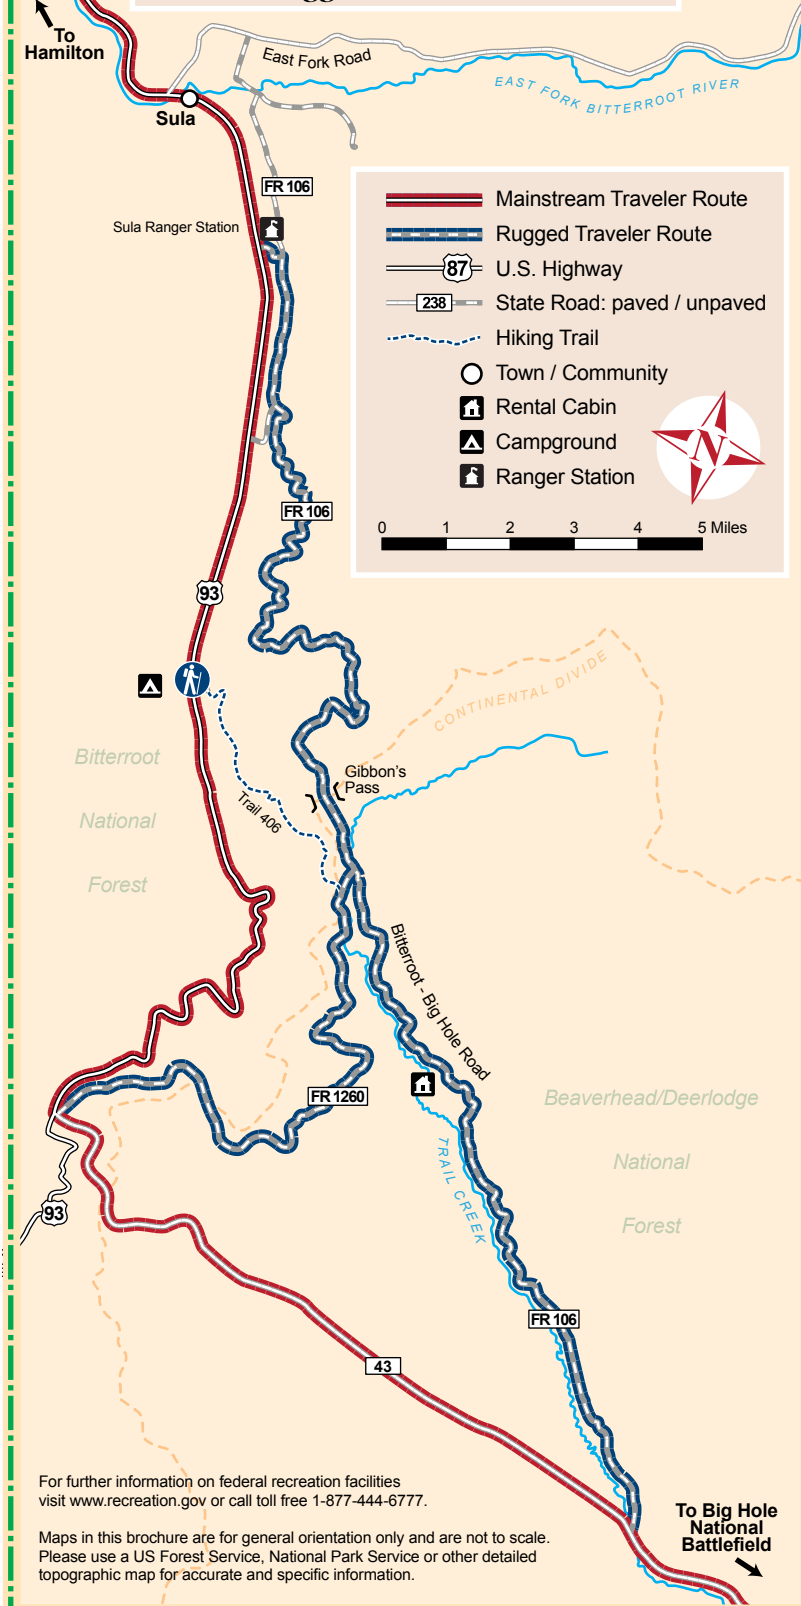 To
Hamilton
East Fork Road
EAST FORK BITTERROOT RIVER
Sula
FR 106
Sula Ranger Station
Mainstream Traveler Route
Rugged Traveler Route
87
U.S. Highway
238
State Road: paved / unpaved
Hiking Trail
Town / Community
Rental Cabin
Campground
Ranger Station
N
0 1 2 3 4 5 Miles
FR 106
93
CONTINENTAL DIVIDE
Bitterroot
National
Forest
Gibbon's
Pass
Trail 406
Bitterroot - Big Hole Road
FR 1260
Beaverhead/Deerlodge
National
Forest
TRAIL CREEK
93
FR 106
43
For further information on federal recreation facilities
visit www.recreation.gov or call toll free 1-877-444-6777.
Maps in this brochure are for general orientation only and are not to scale.
Please use a US Forest Service, National Park Service or other detailed
topographic map for accurate and specific information.
To Big Hole
National
Battlefield